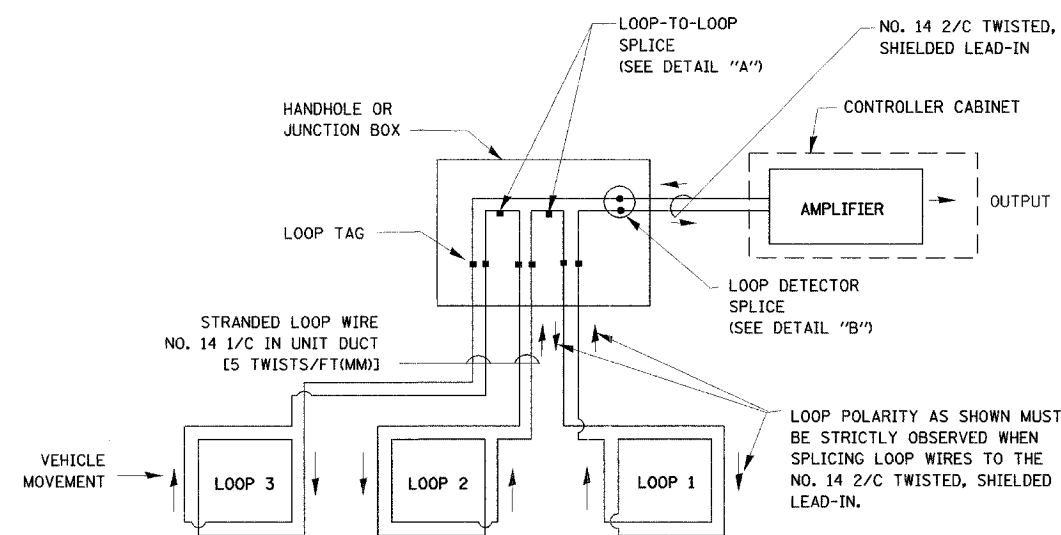 LOOP-TO-LOOP
SPLICE
(SEE DETAIL "A")
NO. 14 2/C TWISTED,
SHIELDED LEAD-IN
HANDHOLE OR
JUNCTION BOX
CONTROLLER CABINET
AMPLIFIER
OUTPUT
LOOP TAG
LOOP DETECTOR
SPLICE
(SEE DETAIL "B")
STRANDED LOOP WIRE
NO. 14 1/C IN UNIT DUCT
[5 TWISTS/FT(MM)]
LOOP POLARITY AS SHOWN MUST
BE STRICTLY OBSERVED WHEN
SPLICING LOOP WIRES TO THE
NO. 14 2/C TWISTED, SHIELDED
LEAD-IN.
VEHICLE
MOVEMENT
LOOP 3
LOOP 2
LOOP 1